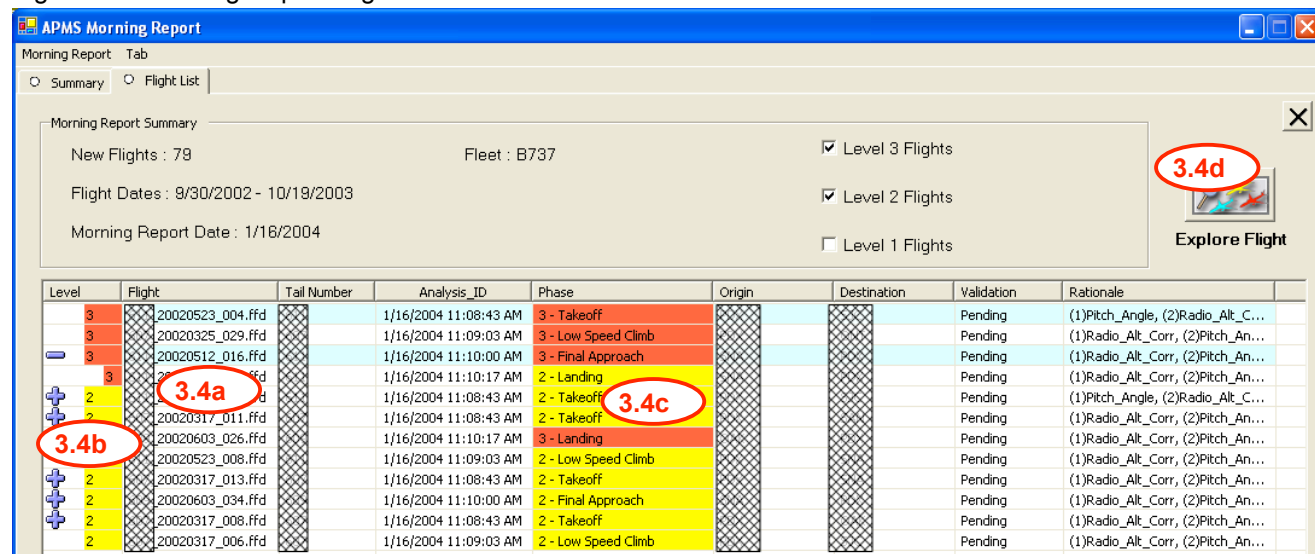 APMS Morning Report
Morning Report Tab
Summary Flight List
Morning Report Summary
New Flights : 79 Fleet : B737 Level 3 Flights
3.4d
Flight Dates : 9/30/2002 - 10/19/2003 Level 2 Flights
Morning Report Date : 1/16/2004 Level 1 Flights
Explore Flight
Level Flight Tail Number Analysis_ID Phase Origin Destination Validation Rationale
3 _20020523_004.ffd 1/16/2004 11:08:43 AM 3 - Takeoff Pending (1)Pitch_Angle, (2)Radio_Alt_C...
3 _20020325_029.ffd 1/16/2004 11:09:03 AM 3 - Low Speed Climb Pending (1)Radio_Alt_Corr, (2)Pitch_An...
3 _20020512_016.ffd 1/16/2004 11:10:00 AM 3 - Final Approach Pending (1)Radio_Alt_Corr, (2)Pitch_An...
3 .ffd 1/16/2004 11:10:17 AM 2 - Landing Pending (1)Radio_Alt_Corr, (2)Pitch_An...
3.4a
2 1/16/2004 11:08:43 AM 2 - Takeoff Pending (1)Pitch_Angle, (2)Radio_Alt_C...
3.4c
2 _20020317_011.ffd 1/16/2004 11:08:43 AM 2 - Takeoff Pending (1)Radio_Alt_Corr, (2)Pitch_An...
3.4b
_20020603_026.ffd 1/16/2004 11:10:17 AM 3 - Landing Pending (1)Radio_Alt_Corr, (2)Pitch_An...
_20020523_008.ffd 1/16/2004 11:09:03 AM 2 - Low Speed Climb Pending (1)Radio_Alt_Corr, (2)Pitch_An...
2 _20020317_013.ffd 1/16/2004 11:08:43 AM 2 - Takeoff Pending (1)Radio_Alt_Corr, (2)Pitch_An...
2 _20020603_034.ffd 1/16/2004 11:10:00 AM 2 - Final Approach Pending (1)Radio_Alt_Corr, (2)Pitch_An...
2 _20020317_008.ffd 1/16/2004 11:08:43 AM 2 - Takeoff Pending (1)Radio_Alt_Corr, (2)Pitch_An...
2 _20020317_006.ffd 1/16/2004 11:09:03 AM 2 - Low Speed Climb Pending (1)Radio_Alt_Corr, (2)Pitch_An...